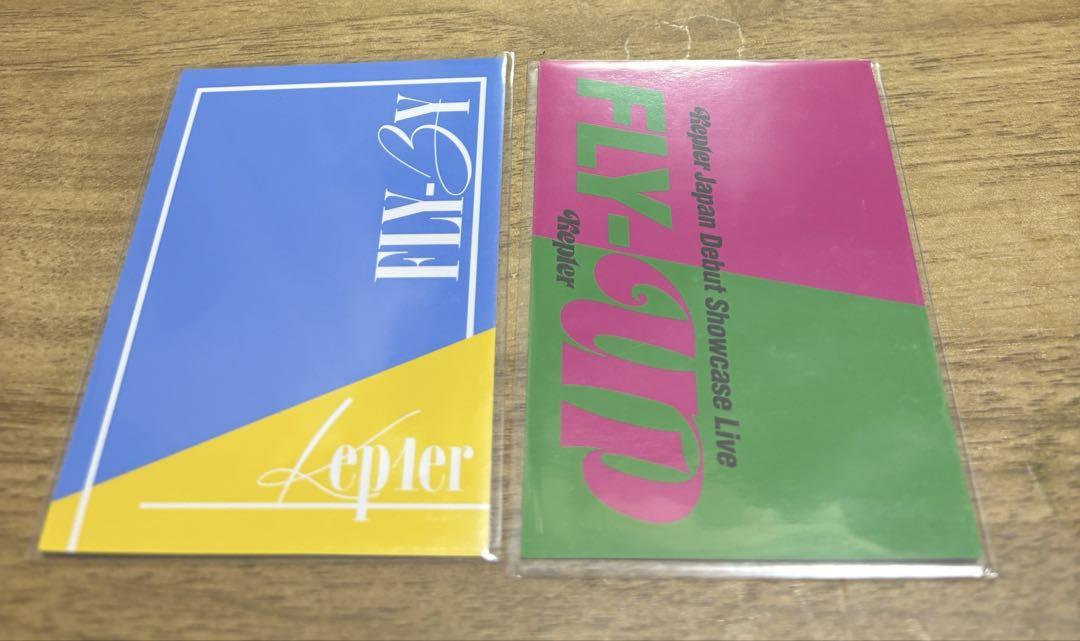 FLY-BY
Kep1er
FLY-UP
Kep1er
Kep1er Japan Debut Showcase Live